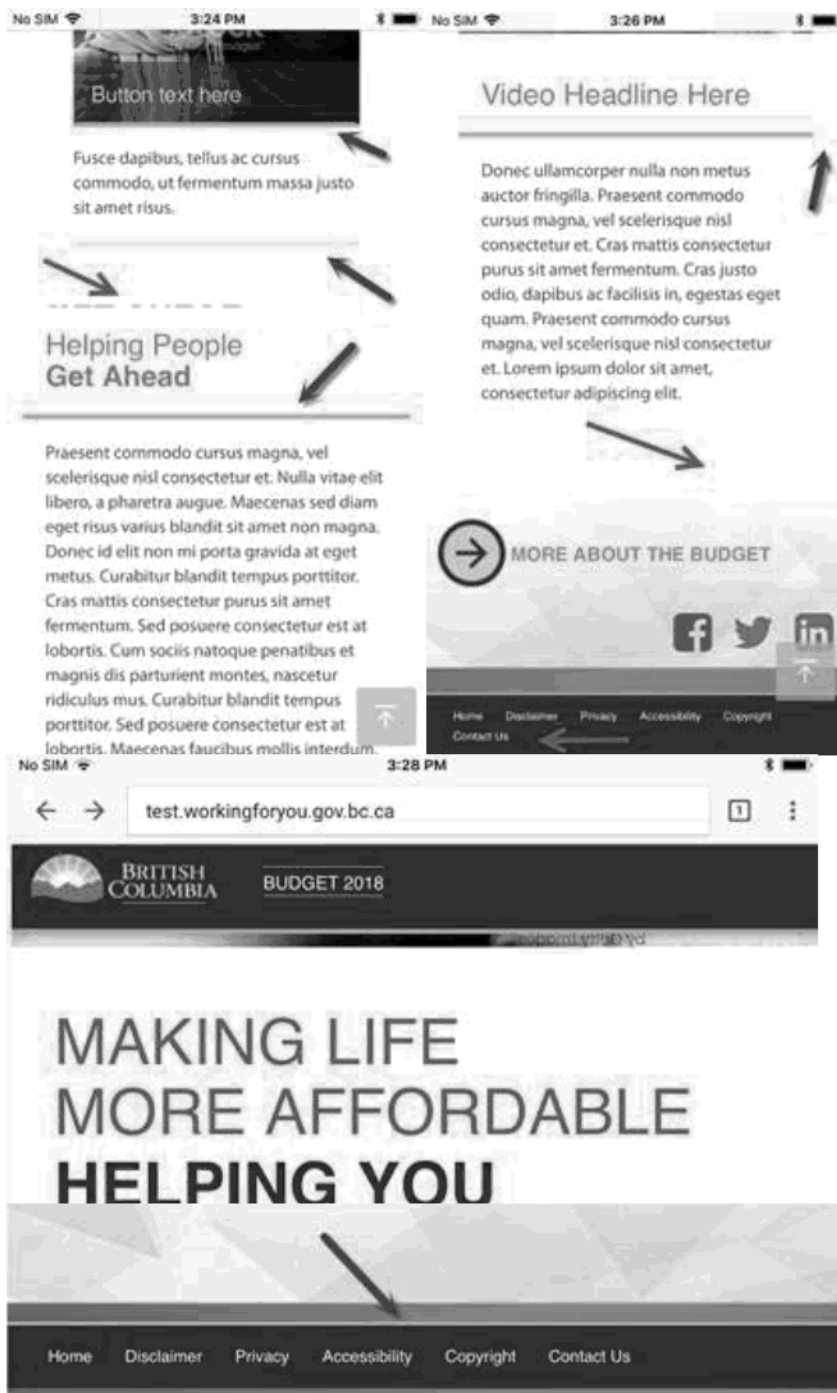 No SIM
3:24 PM
Button text here
Fusce dapibus, tellus ac cursus
commodo, ut fermentum massa justo
sit amet risus.
Helping People
Get Ahead
Praesent commodo cursus magna, vel
scelerisque nisl consectetur et. Nulla vitae elit
libero, a pharetra augue. Maecenas sed diam
eget risus varius blandit sit amet non magna.
Donec id elit non mi porta gravida at eget
metus. Curabitur blandit tempus porttitor.
Cras mattis consectetur purus sit amet
fermentum. Sed posuere consectetur est at
lobortis. Cum sociis natoque penatibus et
magnis dis parturient montes, nascetur
ridiculus mus. Curabitur blandit tempus
porttitor. Sed posuere consectetur est at
lobortis. Maecenas faucibus mollis interdum.
No SIM
3:26 PM
Video Headline Here
Donec ullamcorper nulla non metus
auctor fringilla. Praesent commodo
cursus magna, vel scelerisque nisl
consectetur et. Cras mattis consectetur
purus sit amet fermentum. Cras justo
odio, dapibus ac facilisis in, egestas eget
quam. Praesent commodo cursus
magna, vel scelerisque nisl consectetur
et. Lorem ipsum dolor sit amet,
consectetur adipiscing elit.
MORE ABOUT THE BUDGET
Home Disclaimer Privacy Accessibility Copyright
Contact Us
No SIM
3:28 PM
test.workingforyou.gov.bc.ca
1
BRITISH
COLUMBIA
BUDGET 2018
MAKING LIFE
MORE AFFORDABLE
HELPING YOU
Home Disclaimer Privacy Accessibility Copyright Contact Us